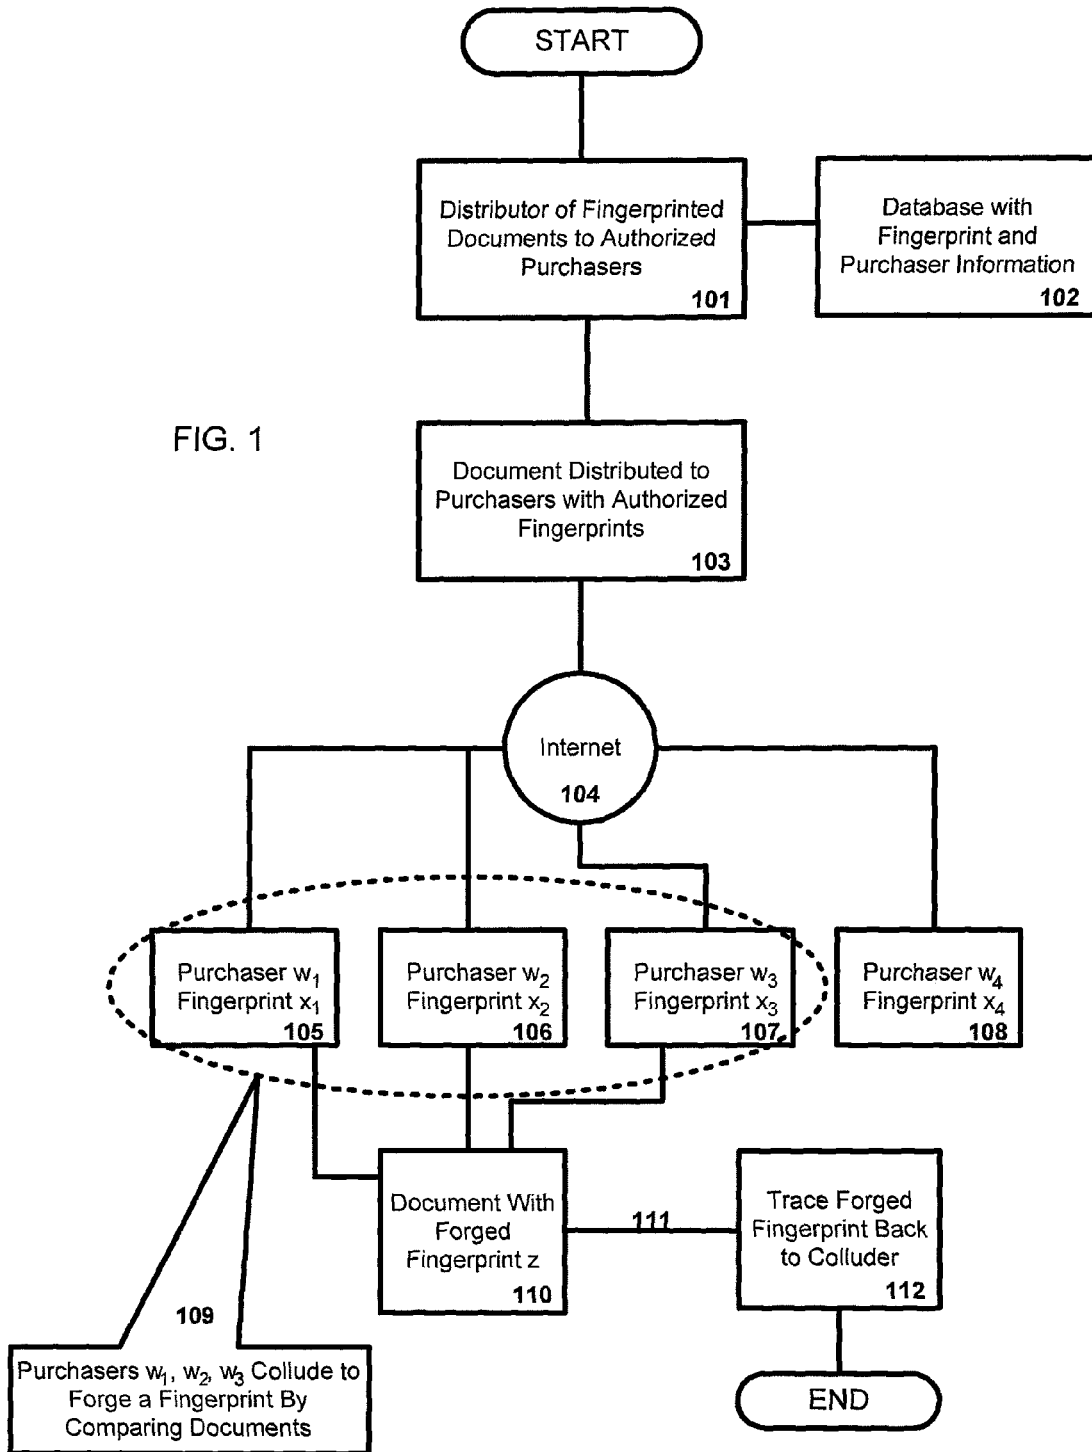 START
Distributor of Fingerprinted
Documents to Authorized
Purchasers
101
Database with
Fingerprint and
Purchaser Information
102
FIG. 1
Document Distributed to
Purchasers with Authorized
Fingerprints
103
Internet
104
Purchaser w₁
Fingerprint x₁
105
Purchaser w₂
Fingerprint x₂
106
Purchaser w₃
Fingerprint x₃
107
Purchaser w₄
Fingerprint x₄
108
Document With
Forged
Fingerprint z
110
111
Trace Forged
Fingerprint Back
to Colluder
112
109
Purchasers w₁, w₂, w₃ Collude to
Forge a Fingerprint By
Comparing Documents
END